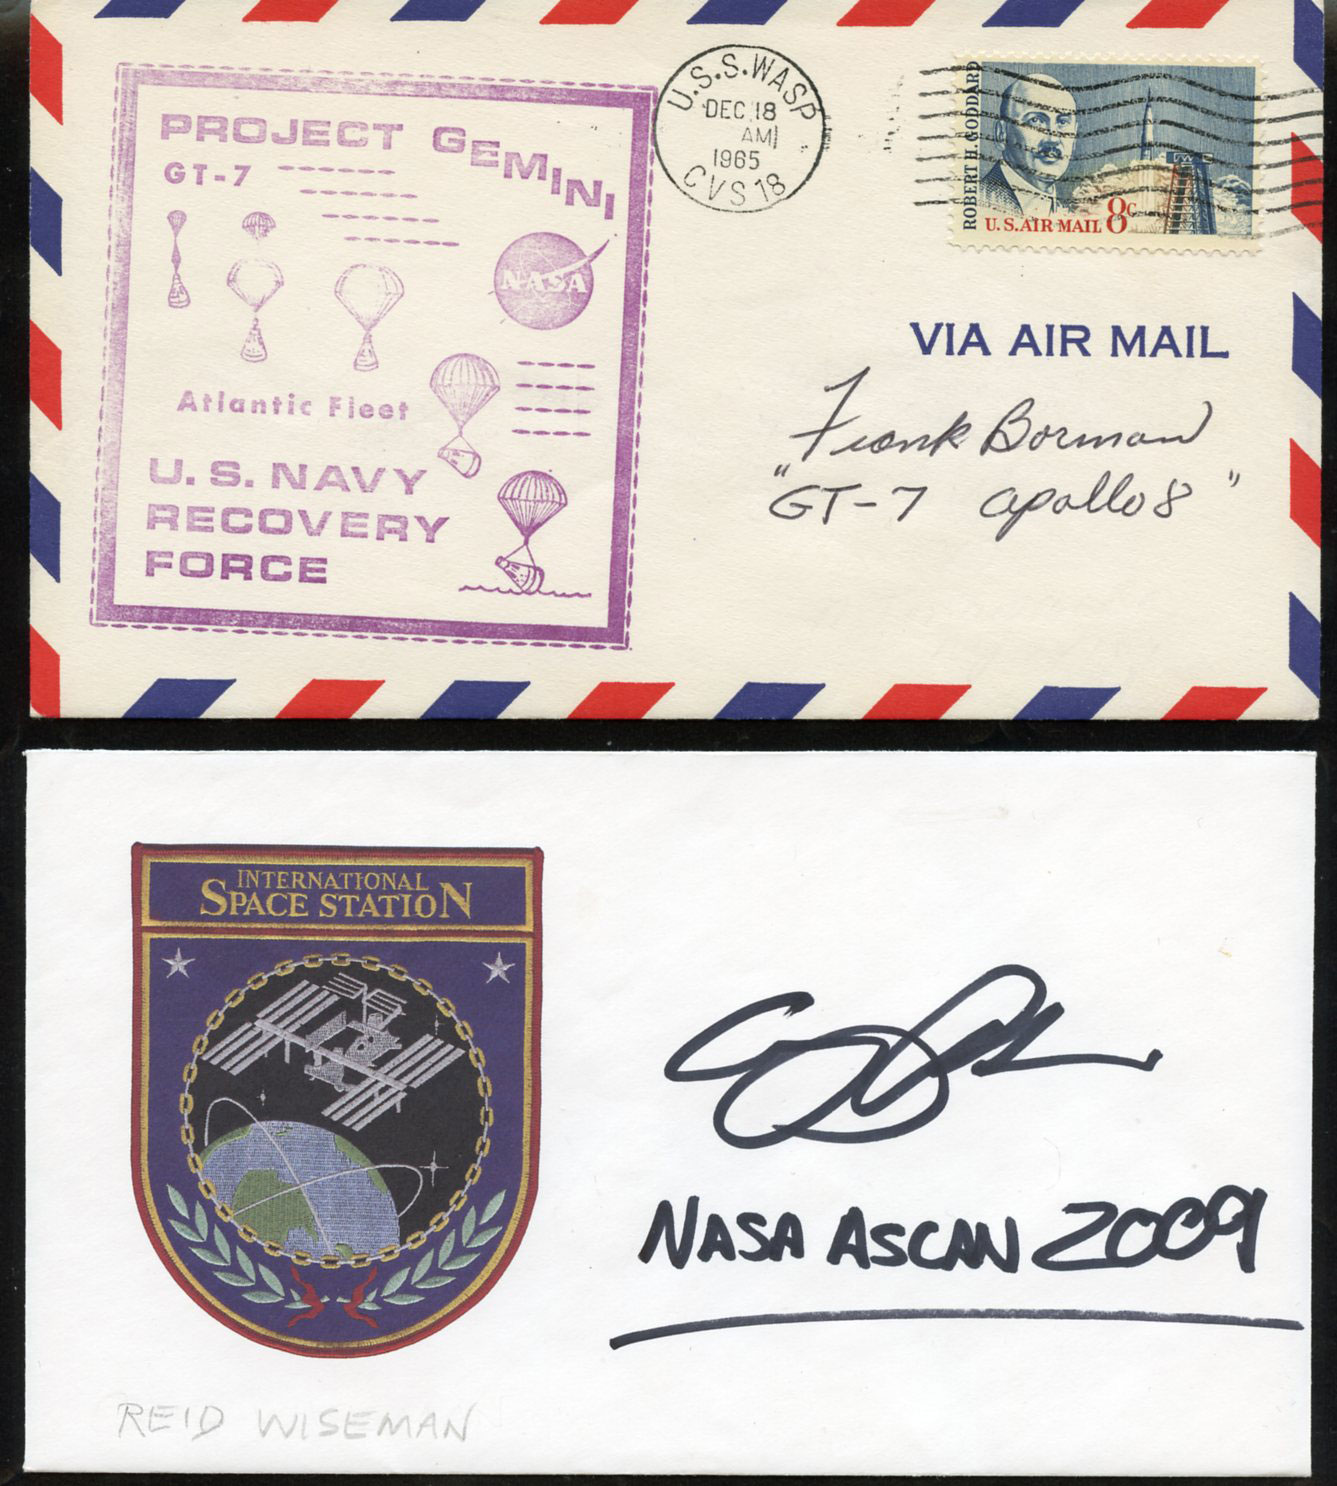 PROJECT GEMINI
GT-7
NASA
Atlantic Fleet
U.S. NAVY
RECOVERY
FORCE
U.S.S. WASP
DEC 18
AM
1965
CVS 18
ROBERT H. GODDARD
U.S. AIR MAIL 8c
VIA AIR MAIL
Frank Borman
"GT-7 Apollo 8"
INTERNATIONAL
SPACE STATION
NASA ASCAN 2009
REID WISEMAN